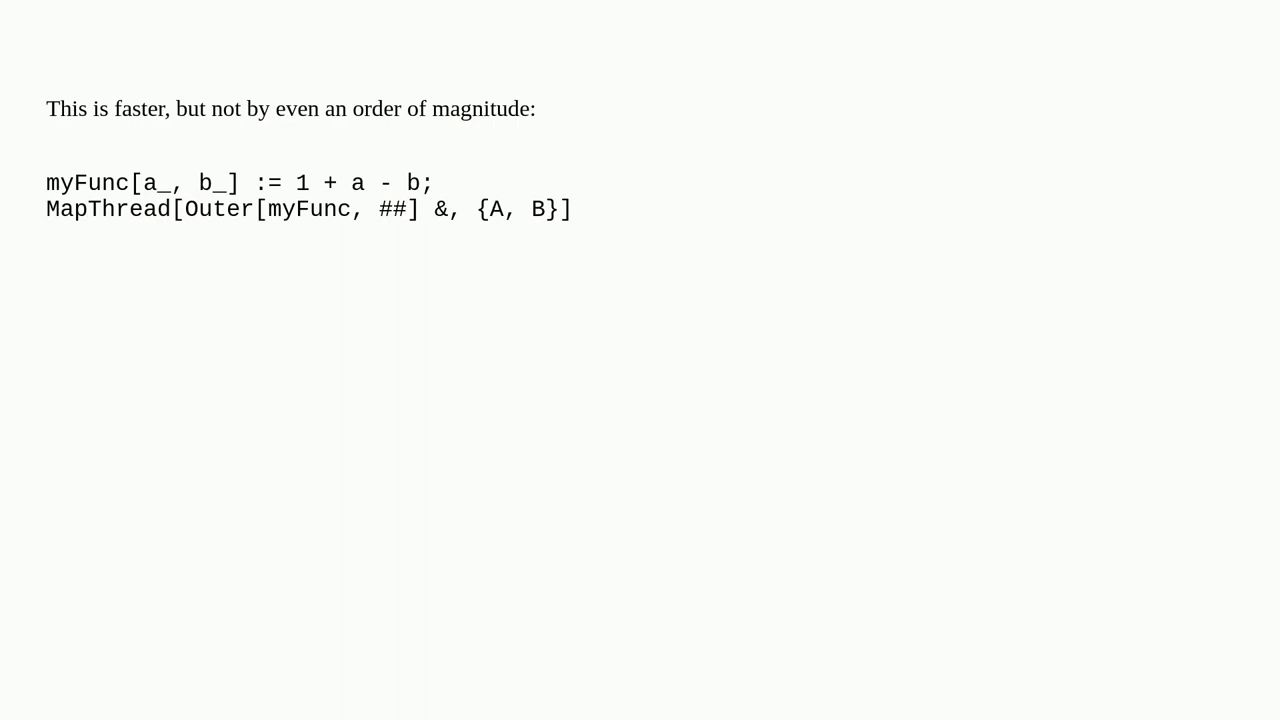 This is faster, but not by even an order of magnitude:
myFunc[a_, b_] := 1 + a - b;
MapThread[Outer[myFunc, ##] &, {A, B}]